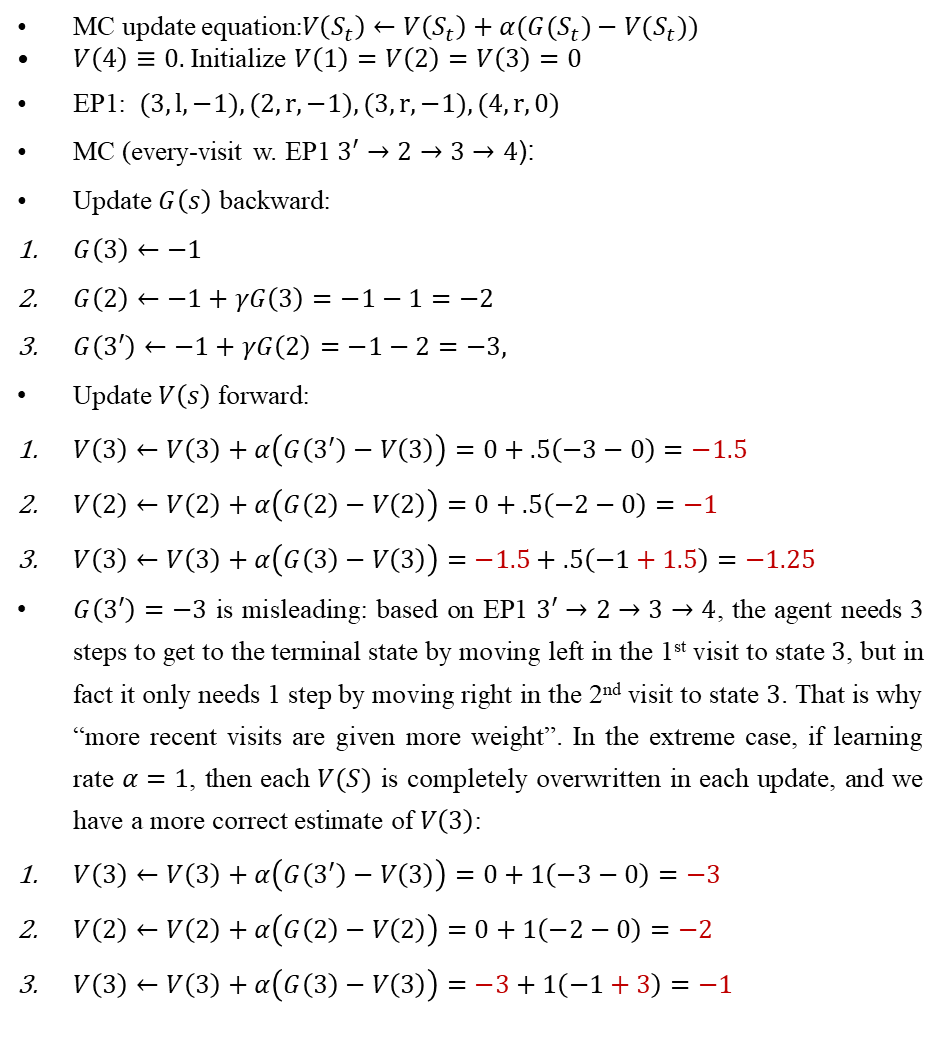 • MC update equation:V(Sₜ) ← V(Sₜ) + α(G(Sₜ) − V(Sₜ))
• V(4) ≡ 0. Initialize V(1) = V(2) = V(3) = 0
• EP1: (3, l, −1), (2, r, −1), (3, r, −1), (4, r, 0)
• MC (every-visit w. EP1 3′ → 2 → 3 → 4):
• Update G(s) backward:
1. G(3) ← −1
2. G(2) ← −1 + γG(3) = −1 − 1 = −2
3. G(3′) ← −1 + γG(2) = −1 − 2 = −3,
• Update V(s) forward:
1. V(3) ← V(3) + α(G(3′) − V(3)) = 0 + .5(−3 − 0) = −1.5
2. V(2) ← V(2) + α(G(2) − V(2)) = 0 + .5(−2 − 0) = −1
3. V(3) ← V(3) + α(G(3) − V(3)) = −1.5 + .5(−1 + 1.5) = −1.25
• G(3′) = −3 is misleading: based on EP1 3′ → 2 → 3 → 4, the agent needs 3
steps to get to the terminal state by moving left in the 1ˢᵗ visit to state 3, but in
fact it only needs 1 step by moving right in the 2ⁿᵈ visit to state 3. That is why
“more recent visits are given more weight”. In the extreme case, if learning
rate α = 1, then each V(S) is completely overwritten in each update, and we
have a more correct estimate of V(3):
1. V(3) ← V(3) + α(G(3′) − V(3)) = 0 + 1(−3 − 0) = −3
2. V(2) ← V(2) + α(G(2) − V(2)) = 0 + 1(−2 − 0) = −2
3. V(3) ← V(3) + α(G(3) − V(3)) = −3 + 1(−1 + 3) = −1